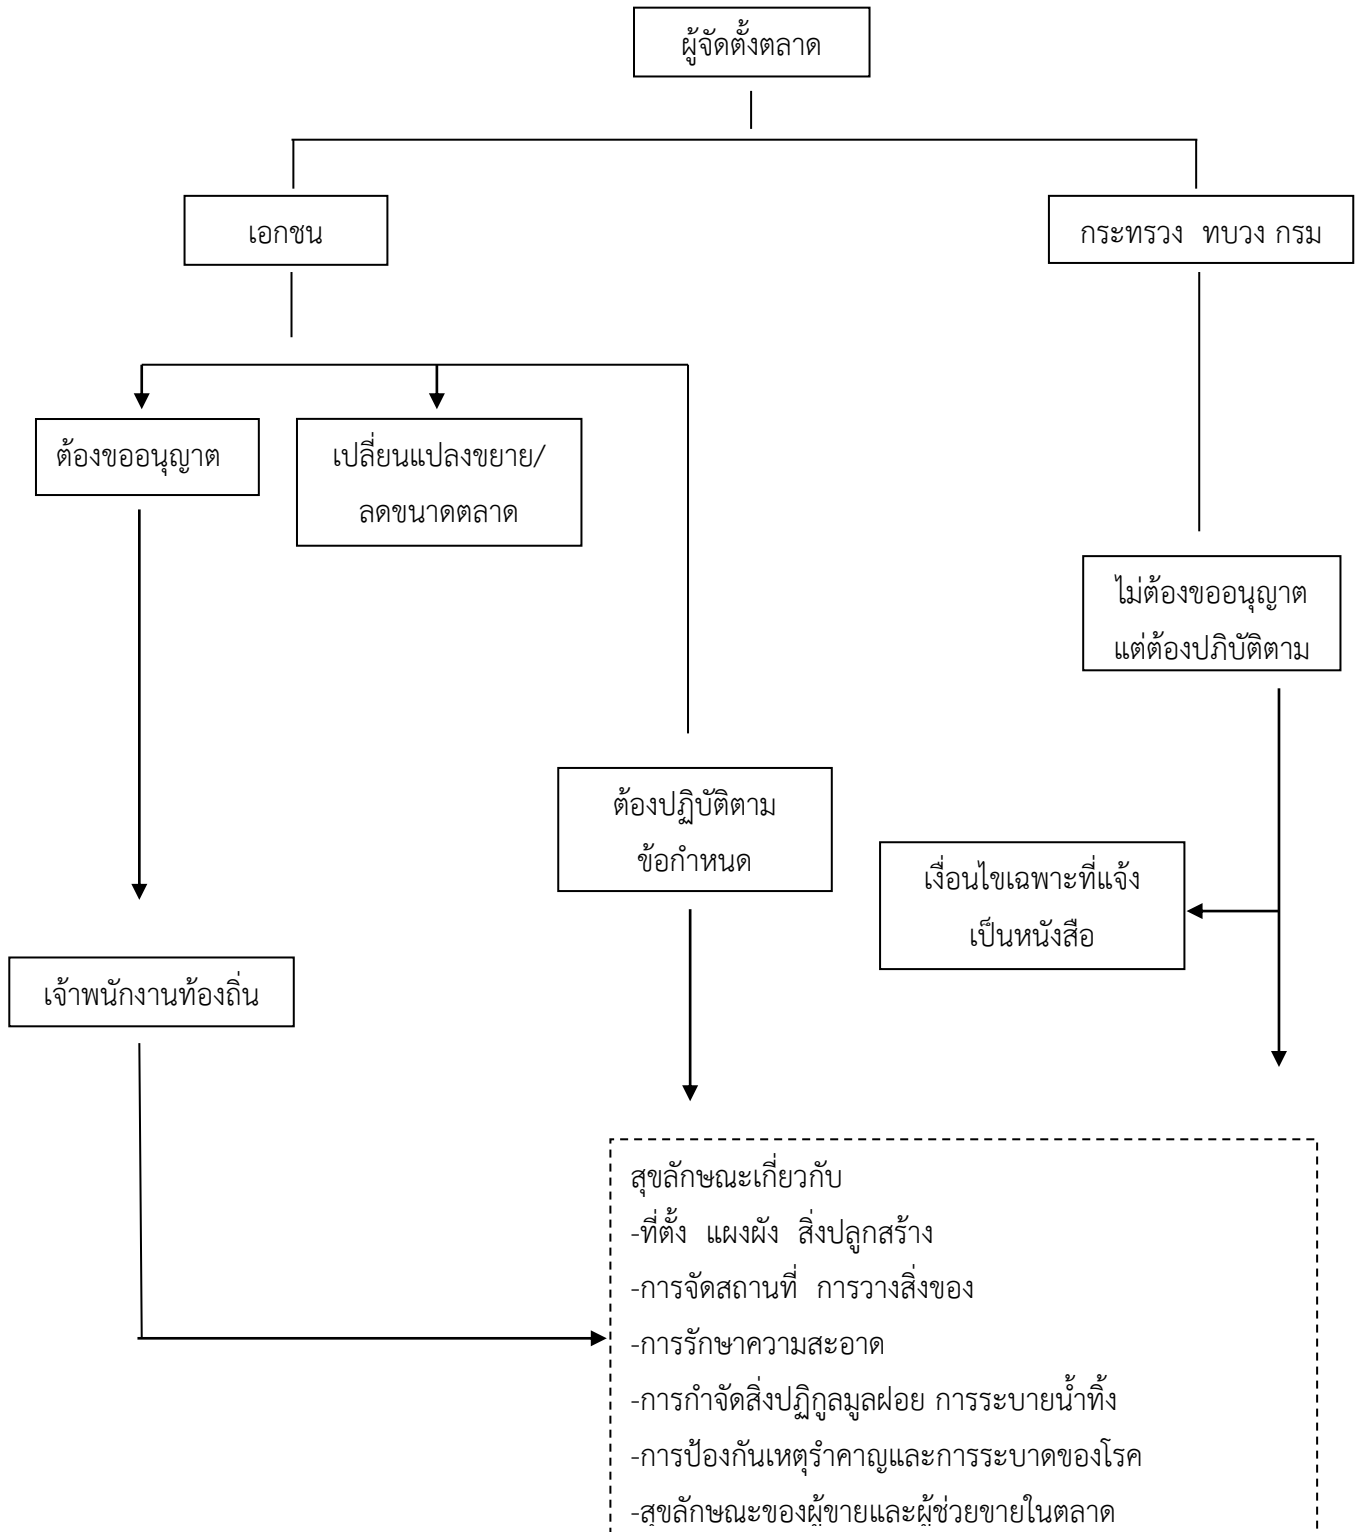 ผู้จัดตั้งตลาด
เอกชน
กระทรวง ทบวง กรม
ต้องขออนุญาต
เปลี่ยนแปลงขยาย/
ลดขนาดตลาด
ไม่ต้องขออนุญาต
แต่ต้องปภิบัติตาม
ต้องปฏิบัติตาม
ข้อกำหนด
เงื่อนไขเฉพาะที่แจ้ง
เป็นหนังสือ
เจ้าพนักงานท้องถิ่น
สุขลักษณะเกี่ยวกับ
-ที่ตั้ง แผงผัง สิ่งปลูกสร้าง
-การจัดสถานที่ การวางสิ่งของ
-การรักษาความสะอาด
-การกำจัดสิ่งปฏิกูลมูลฝอย การระบายน้ำทิ้ง
-การป้องกันเหตุรำคาญและการระบาดของโรค
-สุขลักษณะของผู้ขายและผู้ช่วยขายในตลาด